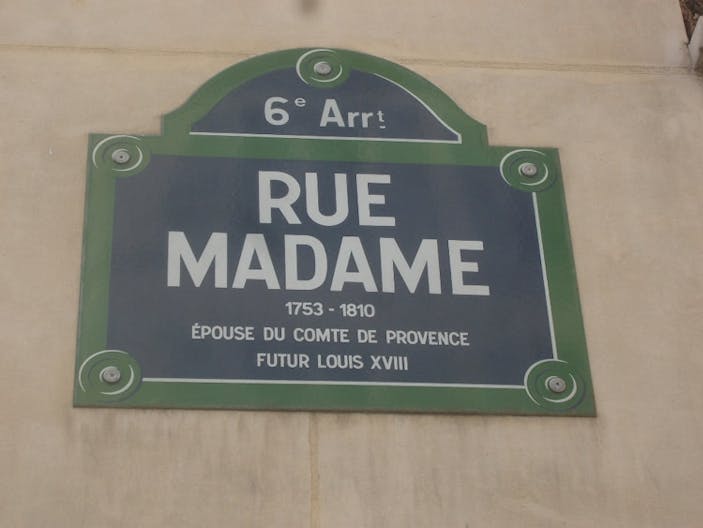 6e Arrt
RUE
MADAME
1753 - 1810
ÉPOUSE DU COMTE DE PROVENCE
FUTUR LOUIS XVIII